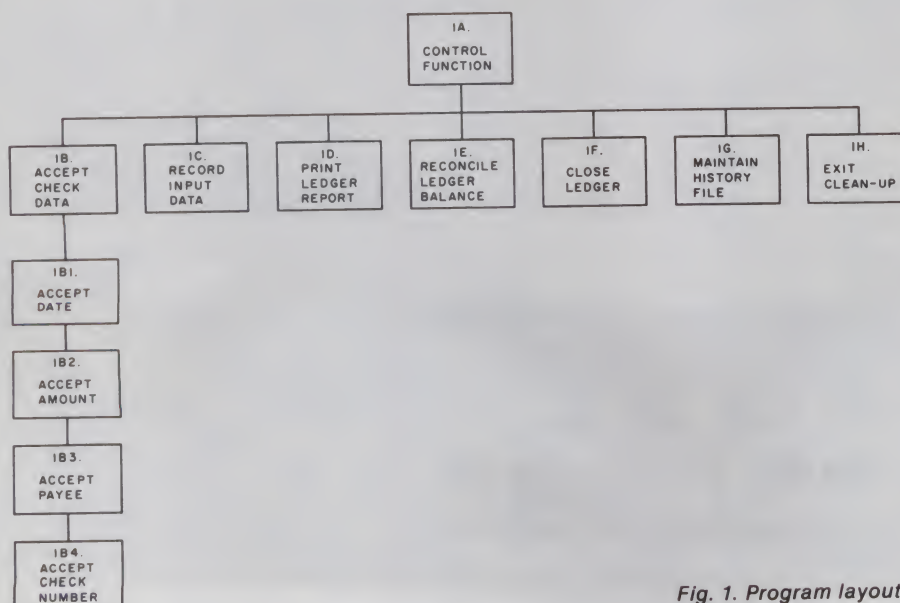 1A.
CONTROL
FUNCTION
1B.
ACCEPT
CHECK
DATA
1C.
RECORD
INPUT
DATA
1D.
PRINT
LEDGER
REPORT
1E.
RECONCILE
LEDGER
BALANCE
1F.
CLOSE
LEDGER
1G.
MAINTAIN
HISTORY
FILE
1H.
EXIT
CLEAN-UP
1B1.
ACCEPT
DATE
1B2.
ACCEPT
AMOUNT
1B3.
ACCEPT
PAYEE
1B4.
ACCEPT
CHECK
NUMBER
Fig. 1. Program layout